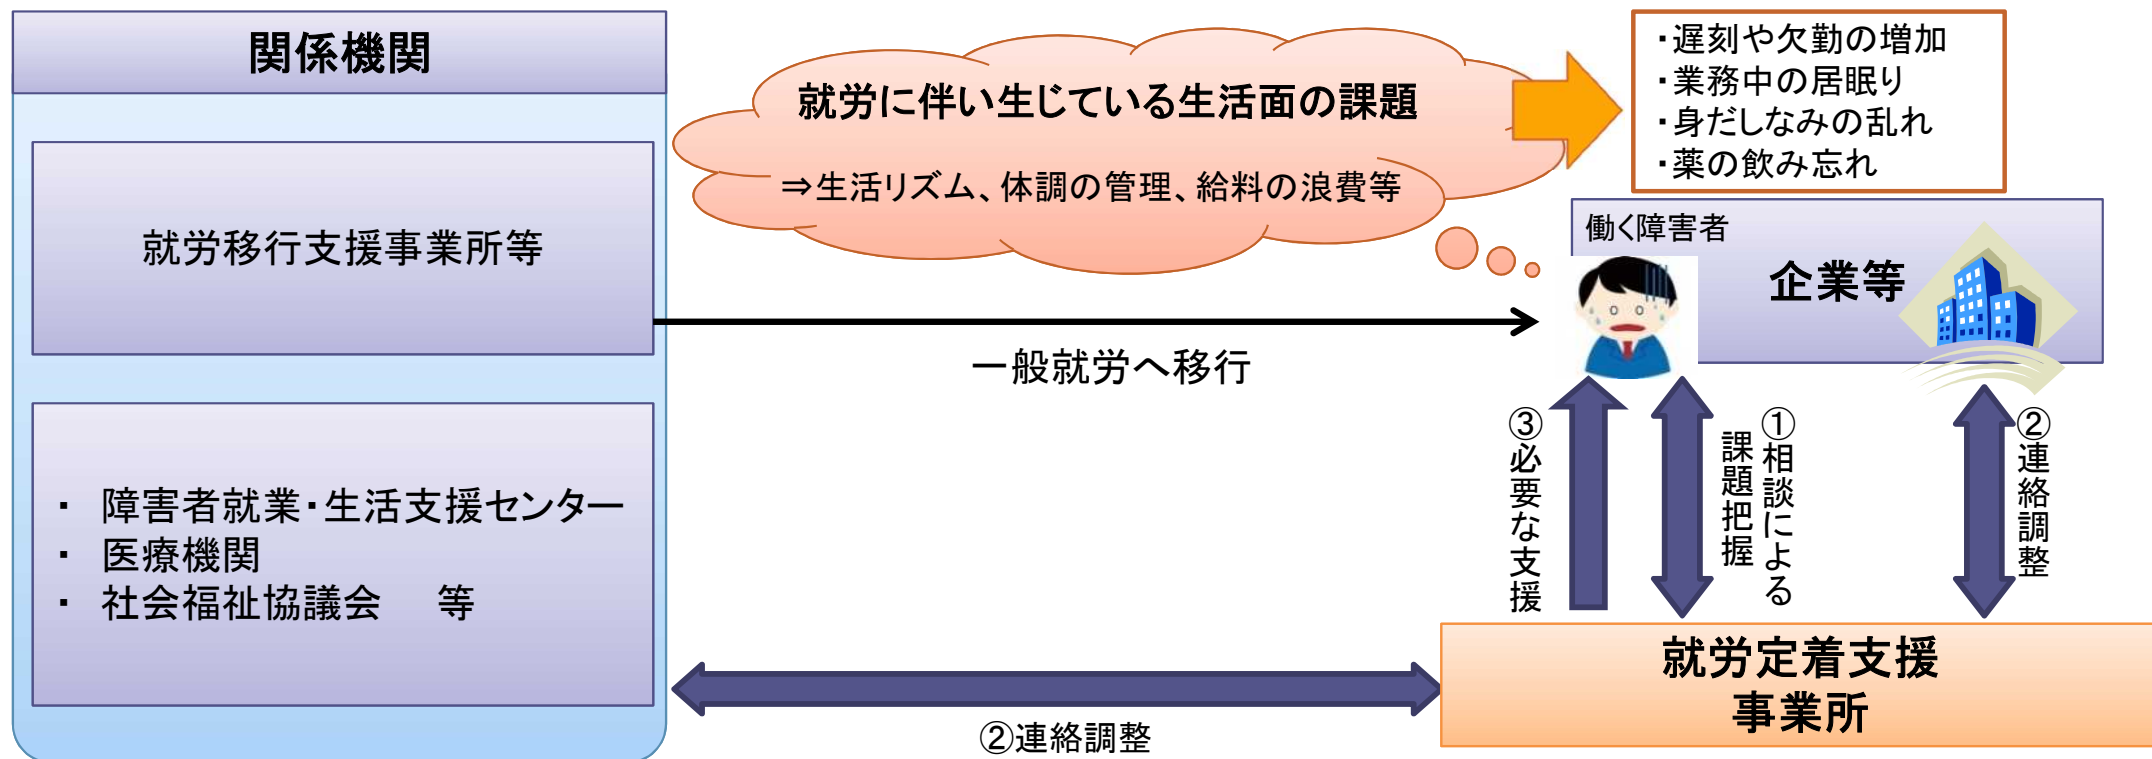 関係機関
就労移行支援事業所等
・ 障害者就業・生活支援センター
・ 医療機関
・ 社会福祉協議会 等
就労に伴い生じている生活面の課題
⇒生活リズム、体調の管理、給料の浪費等
・遅刻や欠勤の増加
・業務中の居眠り
・身だしなみの乱れ
・薬の飲み忘れ
働く障害者
企業等
一般就労へ移行
③必要な支援
①相談による
課題把握
②連絡調整
就労定着支援
事業所
②連絡調整